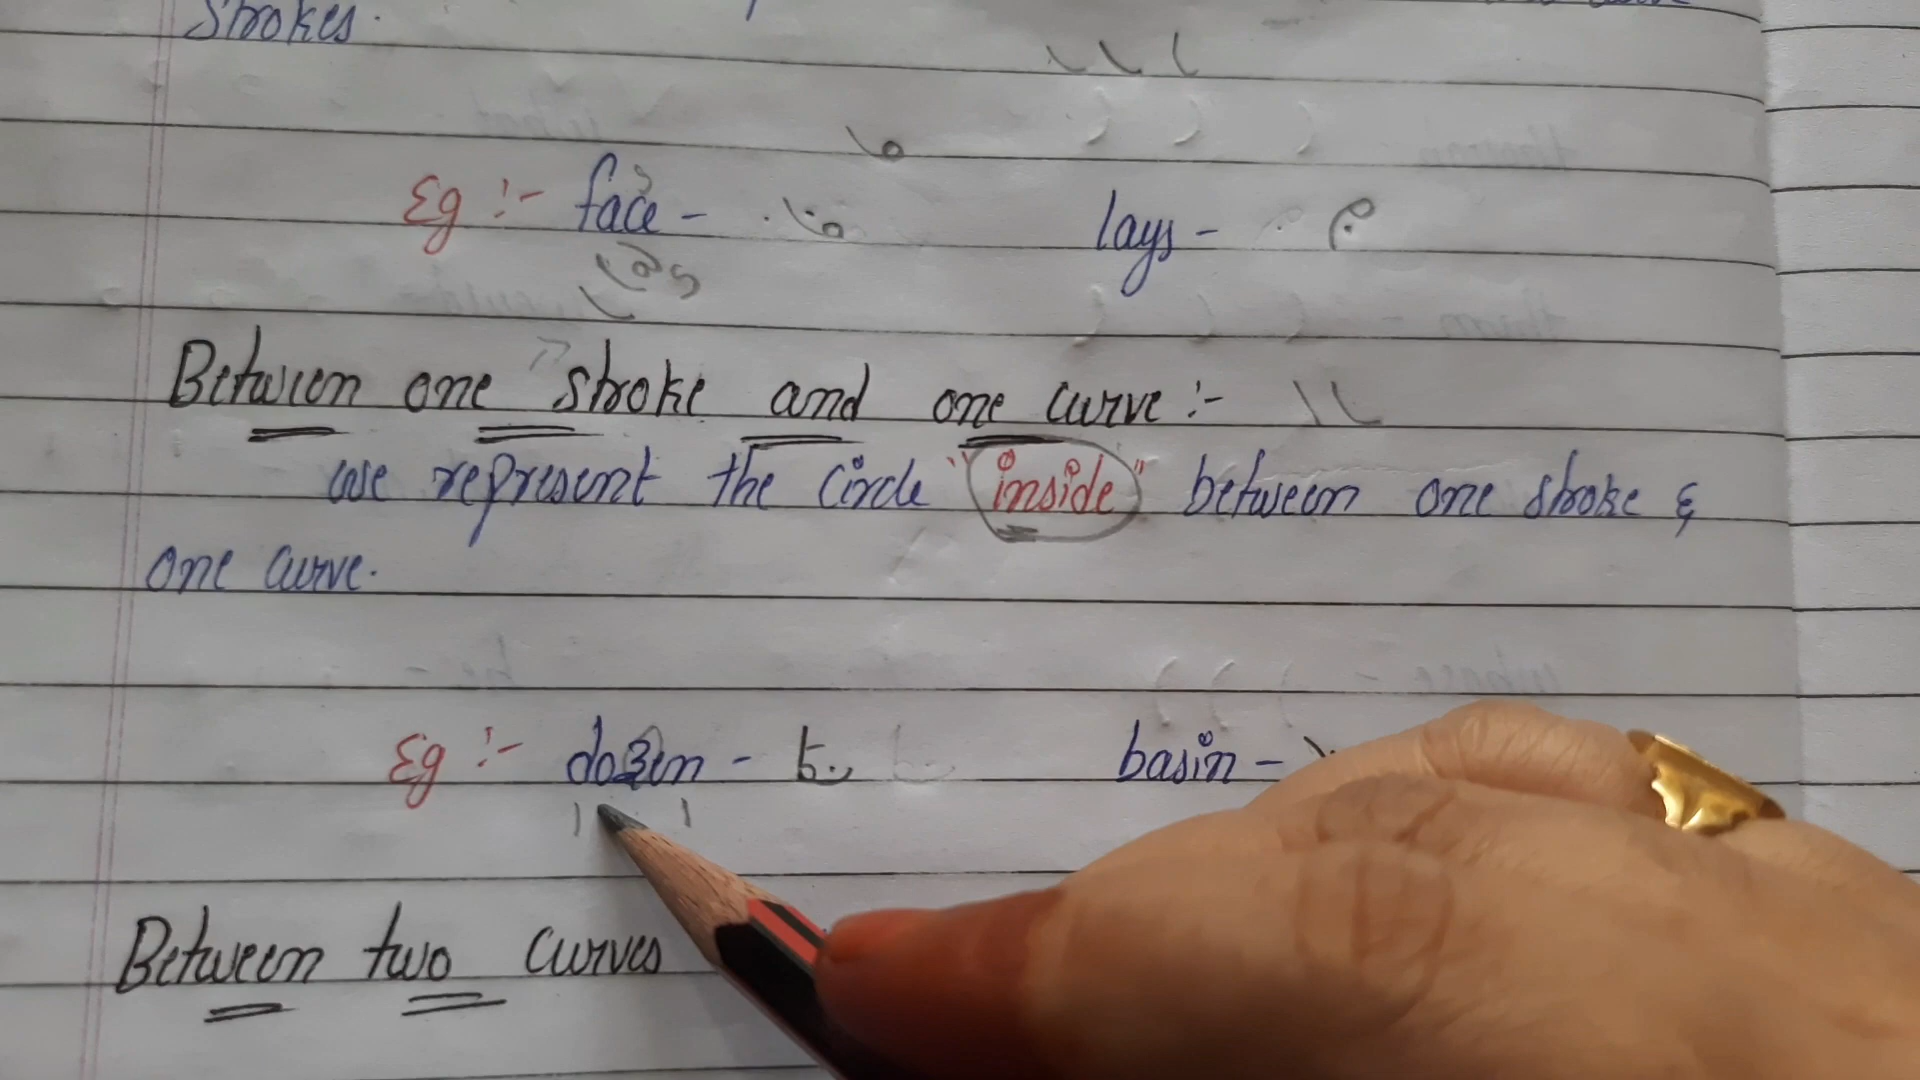 Strokes.
Eg :- face - lays -
Between one stroke and one curve :-
we represent the circle "inside" between one stroke &
one curve.
Eg :- dozen - basin -
Between two curves